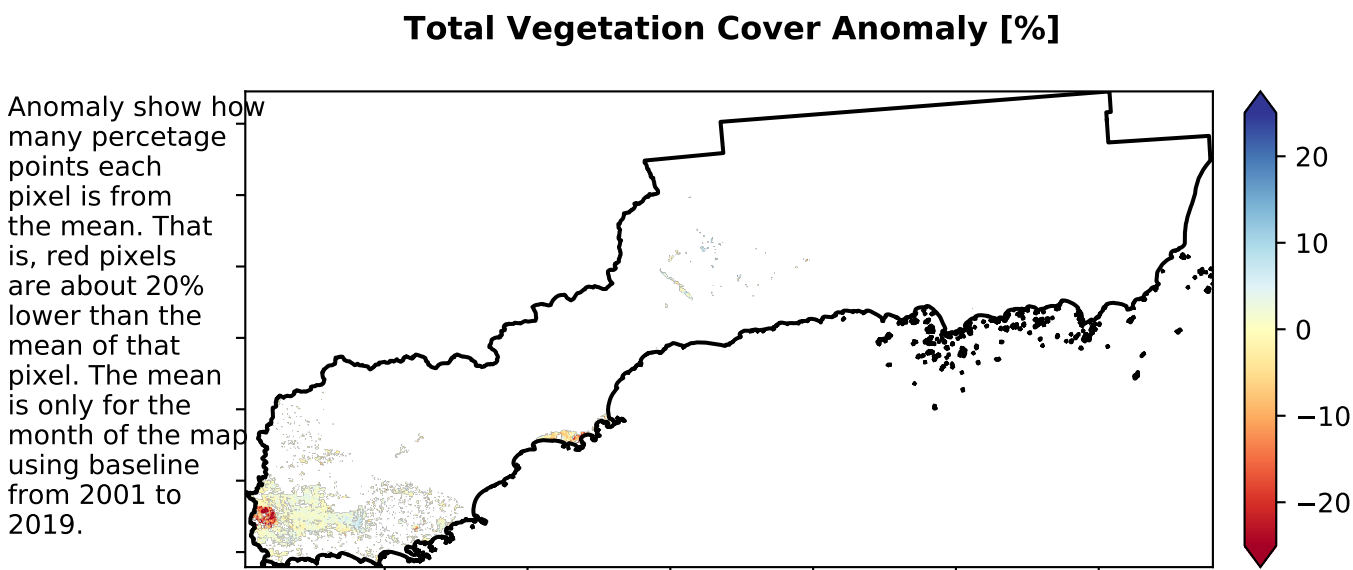 Total Vegetation Cover Anomaly [%]
Anomaly show how
many percetage
points each
pixel is from
the mean. That
is, red pixels
are about 20%
lower than the
mean of that
pixel. The mean
is only for the
month of the map
using baseline
from 2001 to
2019.
20
10
0
−10
−20